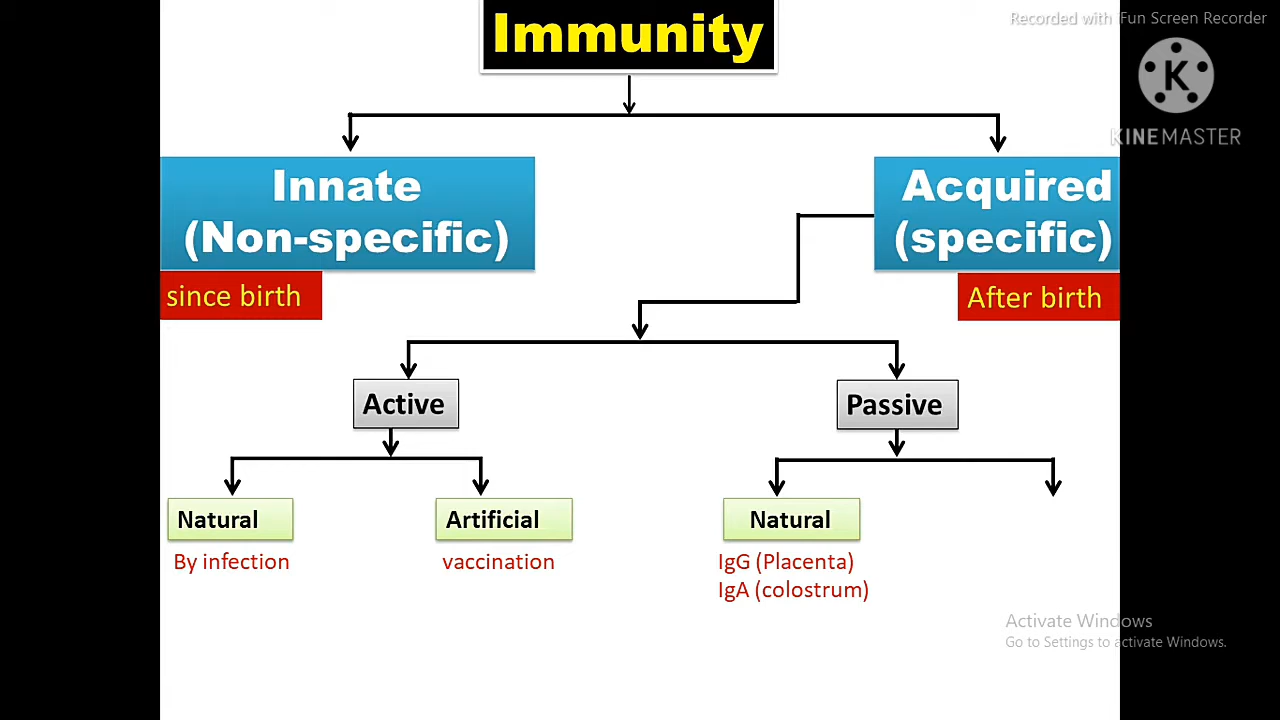 Immunity
Recorded with iFun Screen Recorder
K
KINEMASTER
Innate
(Non-specific)
since birth
Acquired
(specific)
After birth
Active
Passive
Natural
By infection
Artificial
vaccination
Natural
IgG (Placenta)
IgA (colostrum)
Activate Windows
Go to Settings to activate Windows.